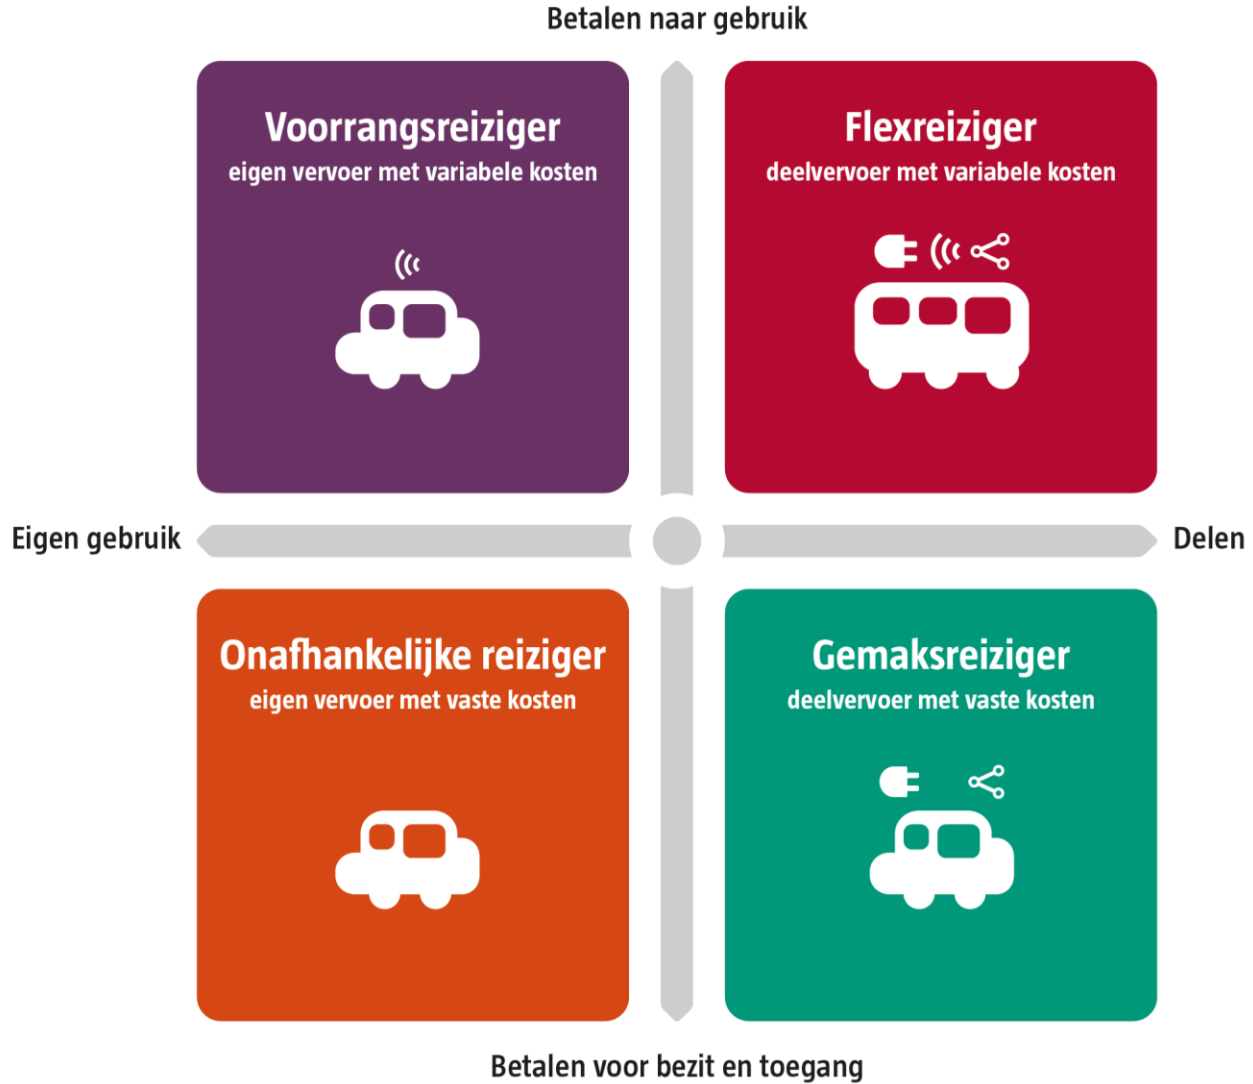 Betalen naar gebruik
Voorrangsreiziger
eigen vervoer met variabele kosten
Flexreiziger
deelvervoer met variabele kosten
Eigen gebruik
Delen
Onafhankelijke reiziger
eigen vervoer met vaste kosten
Gemaksreiziger
deelvervoer met vaste kosten
Betalen voor bezit en toegang